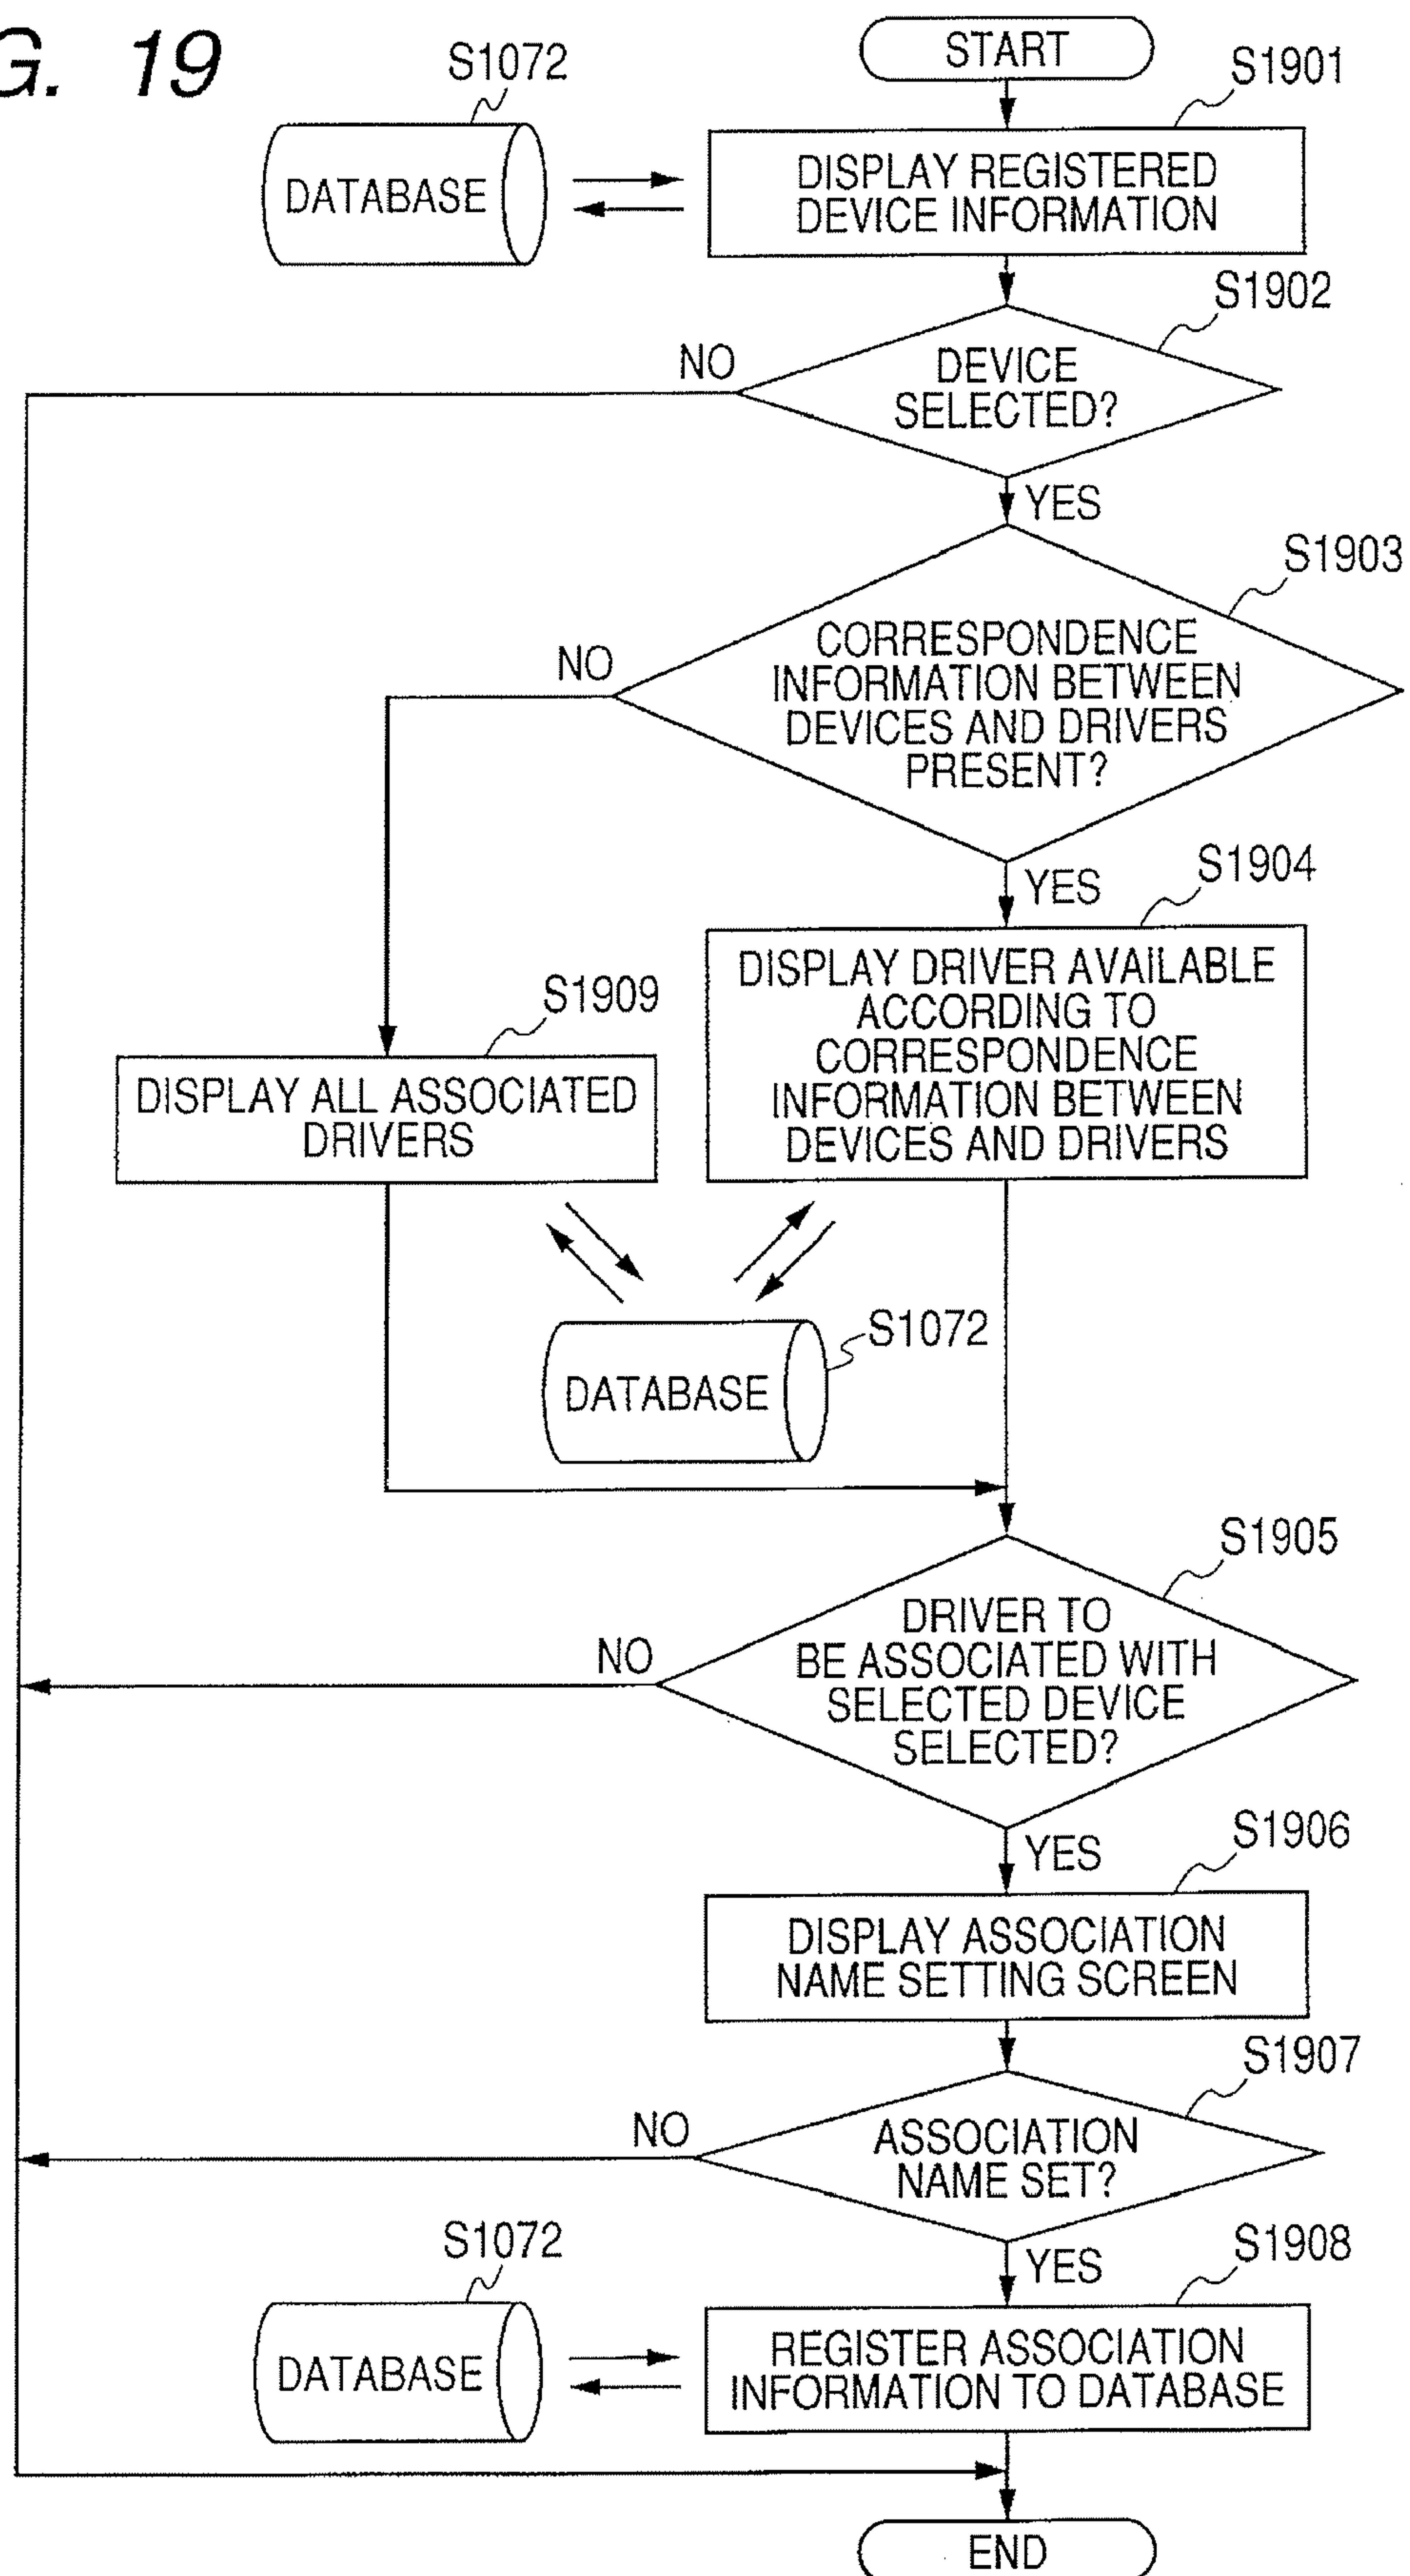 G. 19
S1072
START
S1901
DATABASE
DISPLAY REGISTERED
DEVICE INFORMATION
S1902
NO
DEVICE
SELECTED?
YES
S1903
NO
CORRESPONDENCE
INFORMATION BETWEEN
DEVICES AND DRIVERS
PRESENT?
YES
S1904
S1909
DISPLAY DRIVER AVAILABLE
ACCORDING TO
CORRESPONDENCE
INFORMATION BETWEEN
DEVICES AND DRIVERS
DISPLAY ALL ASSOCIATED
DRIVERS
S1072
DATABASE
S1905
NO
DRIVER TO
BE ASSOCIATED WITH
SELECTED DEVICE
SELECTED?
YES
S1906
DISPLAY ASSOCIATION
NAME SETTING SCREEN
S1907
NO
ASSOCIATION
NAME SET?
YES
S1072
S1908
DATABASE
REGISTER ASSOCIATION
INFORMATION TO DATABASE
END